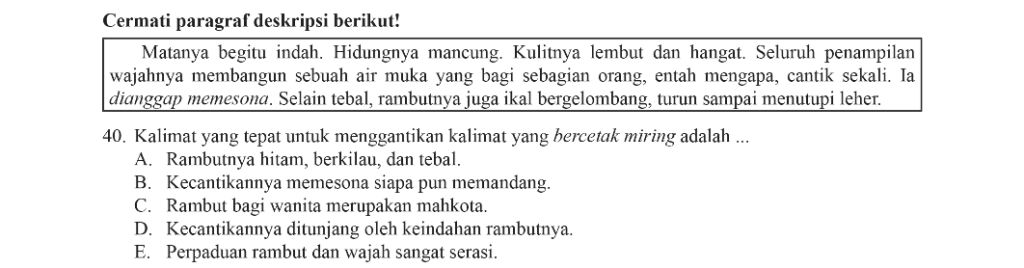 Cermati paragraf deskripsi berikut!
Matanya begitu indah. Hidungnya mancung. Kulitnya lembut dan hangat. Seluruh penampilan
wajahnya membangun sebuah air muka yang bagi sebagian orang, entah mengapa, cantik sekali. Ia
dianggap memesona. Selain tebal, rambutnya juga ikal bergelombang, turun sampai menutupi leher.
40. Kalimat yang tepat untuk menggantikan kalimat yang bercetak miring adalah ...
A. Rambutnya hitam, berkilau, dan tebal.
B. Kecantikannya memesona siapa pun memandang.
C. Rambut bagi wanita merupakan mahkota.
D. Kecantikannya ditunjang oleh keindahan rambutnya.
E. Perpaduan rambut dan wajah sangat serasi.